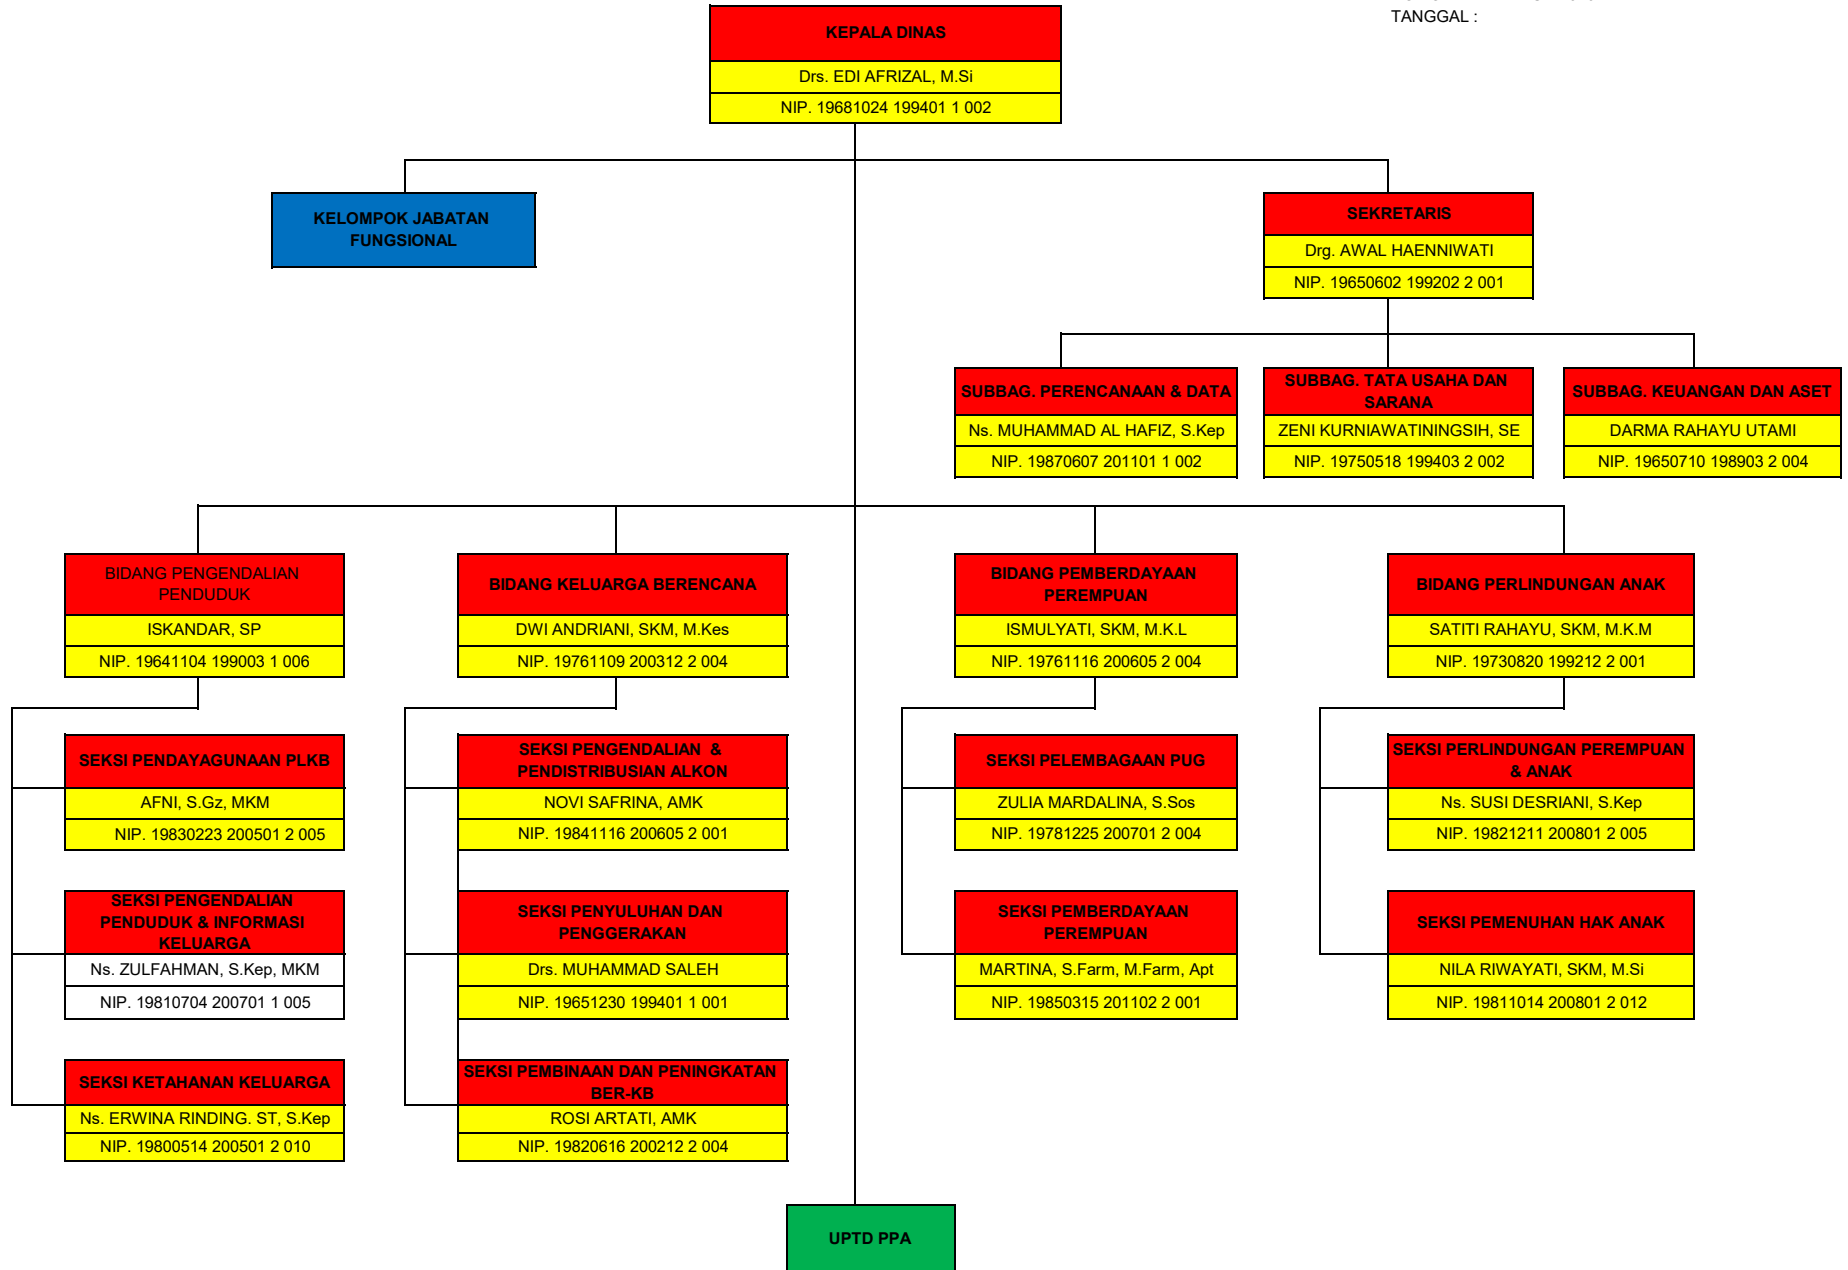 TANGGAL :
KEPALA DINAS
Drs. EDI AFRIZAL, M.Si
NIP. 19681024 199401 1 002
KELOMPOK JABATAN
FUNGSIONAL
SEKRETARIS
Drg. AWAL HAENNIWATI
NIP. 19650602 199202 2 001
SUBBAG. PERENCANAAN & DATA
Ns. MUHAMMAD AL HAFIZ, S.Kep
NIP. 19870607 201101 1 002
SUBBAG. TATA USAHA DAN
SARANA
ZENI KURNIAWATININGSIH, SE
NIP. 19750518 199403 2 002
SUBBAG. KEUANGAN DAN ASET
DARMA RAHAYU UTAMI
NIP. 19650710 198903 2 004
BIDANG PENGENDALIAN
PENDUDUK
ISKANDAR, SP
NIP. 19641104 199003 1 006
SEKSI PENDAYAGUNAAN PLKB
AFNI, S.Gz, MKM
NIP. 19830223 200501 2 005
SEKSI PENGENDALIAN
PENDUDUK & INFORMASI
KELUARGA
Ns. ZULFAHMAN, S.Kep, MKM
NIP. 19810704 200701 1 005
SEKSI KETAHANAN KELUARGA
Ns. ERWINA RINDING. ST, S.Kep
NIP. 19800514 200501 2 010
BIDANG KELUARGA BERENCANA
DWI ANDRIANI, SKM, M.Kes
NIP. 19761109 200312 2 004
SEKSI PENGENDALIAN &
PENDISTRIBUSIAN ALKON
NOVI SAFRINA, AMK
NIP. 19841116 200605 2 001
SEKSI PENYULUHAN DAN
PENGGERAKAN
Drs. MUHAMMAD SALEH
NIP. 19651230 199401 1 001
SEKSI PEMBINAAN DAN PENINGKATAN
BER-KB
ROSI ARTATI, AMK
NIP. 19820616 200212 2 004
BIDANG PEMBERDAYAAN
PEREMPUAN
ISMULYATI, SKM, M.K.L
NIP. 19761116 200605 2 004
SEKSI PELEMBAGAAN PUG
ZULIA MARDALINA, S.Sos
NIP. 19781225 200701 2 004
SEKSI PEMBERDAYAAN
PEREMPUAN
MARTINA, S.Farm, M.Farm, Apt
NIP. 19850315 201102 2 001
BIDANG PERLINDUNGAN ANAK
SATITI RAHAYU, SKM, M.K.M
NIP. 19730820 199212 2 001
SEKSI PERLINDUNGAN PEREMPUAN
& ANAK
Ns. SUSI DESRIANI, S.Kep
NIP. 19821211 200801 2 005
SEKSI PEMENUHAN HAK ANAK
NILA RIWAYATI, SKM, M.Si
NIP. 19811014 200801 2 012
UPTD PPA